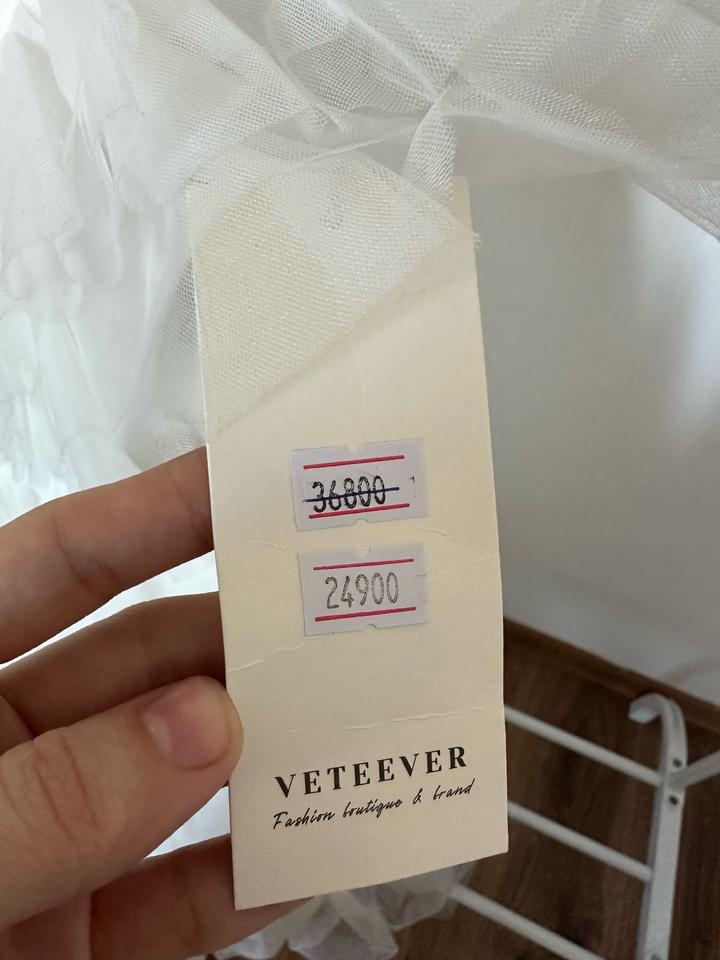 36800
24900
VETEEVER
Fashion boutique & brand